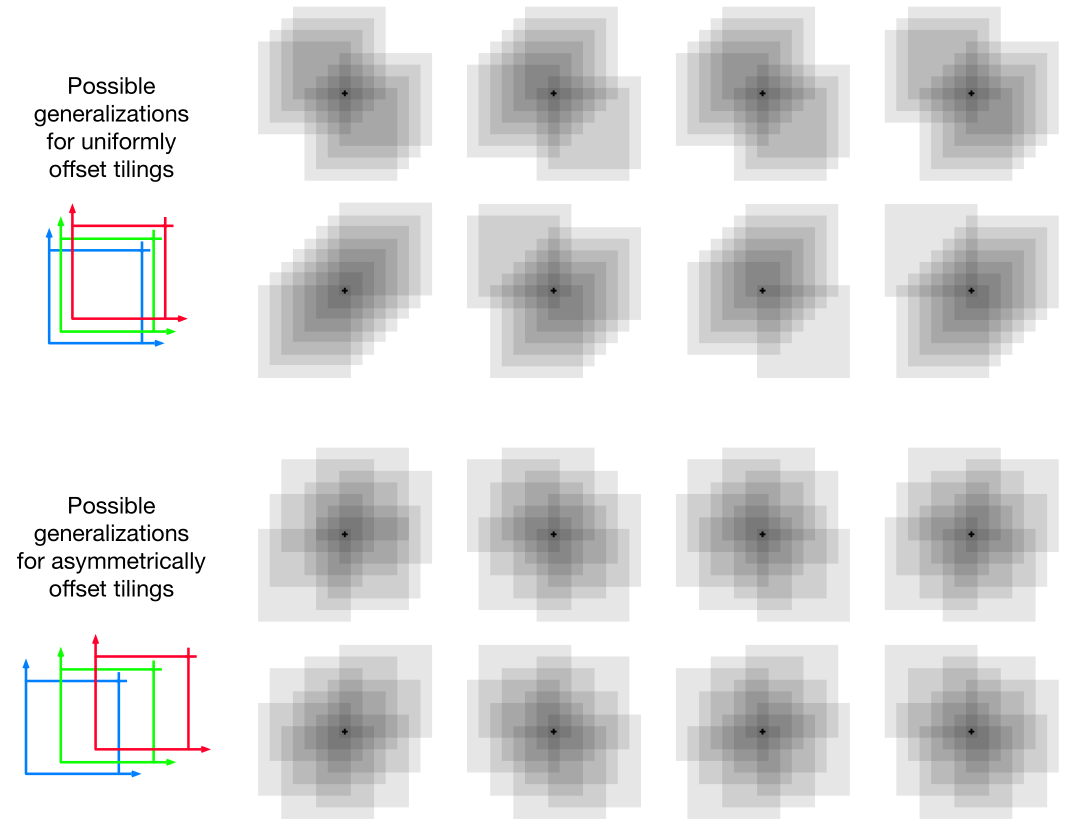 Possible
generalizations
for uniformly
offset tilings
Possible
generalizations
for asymmetrically
offset tilings